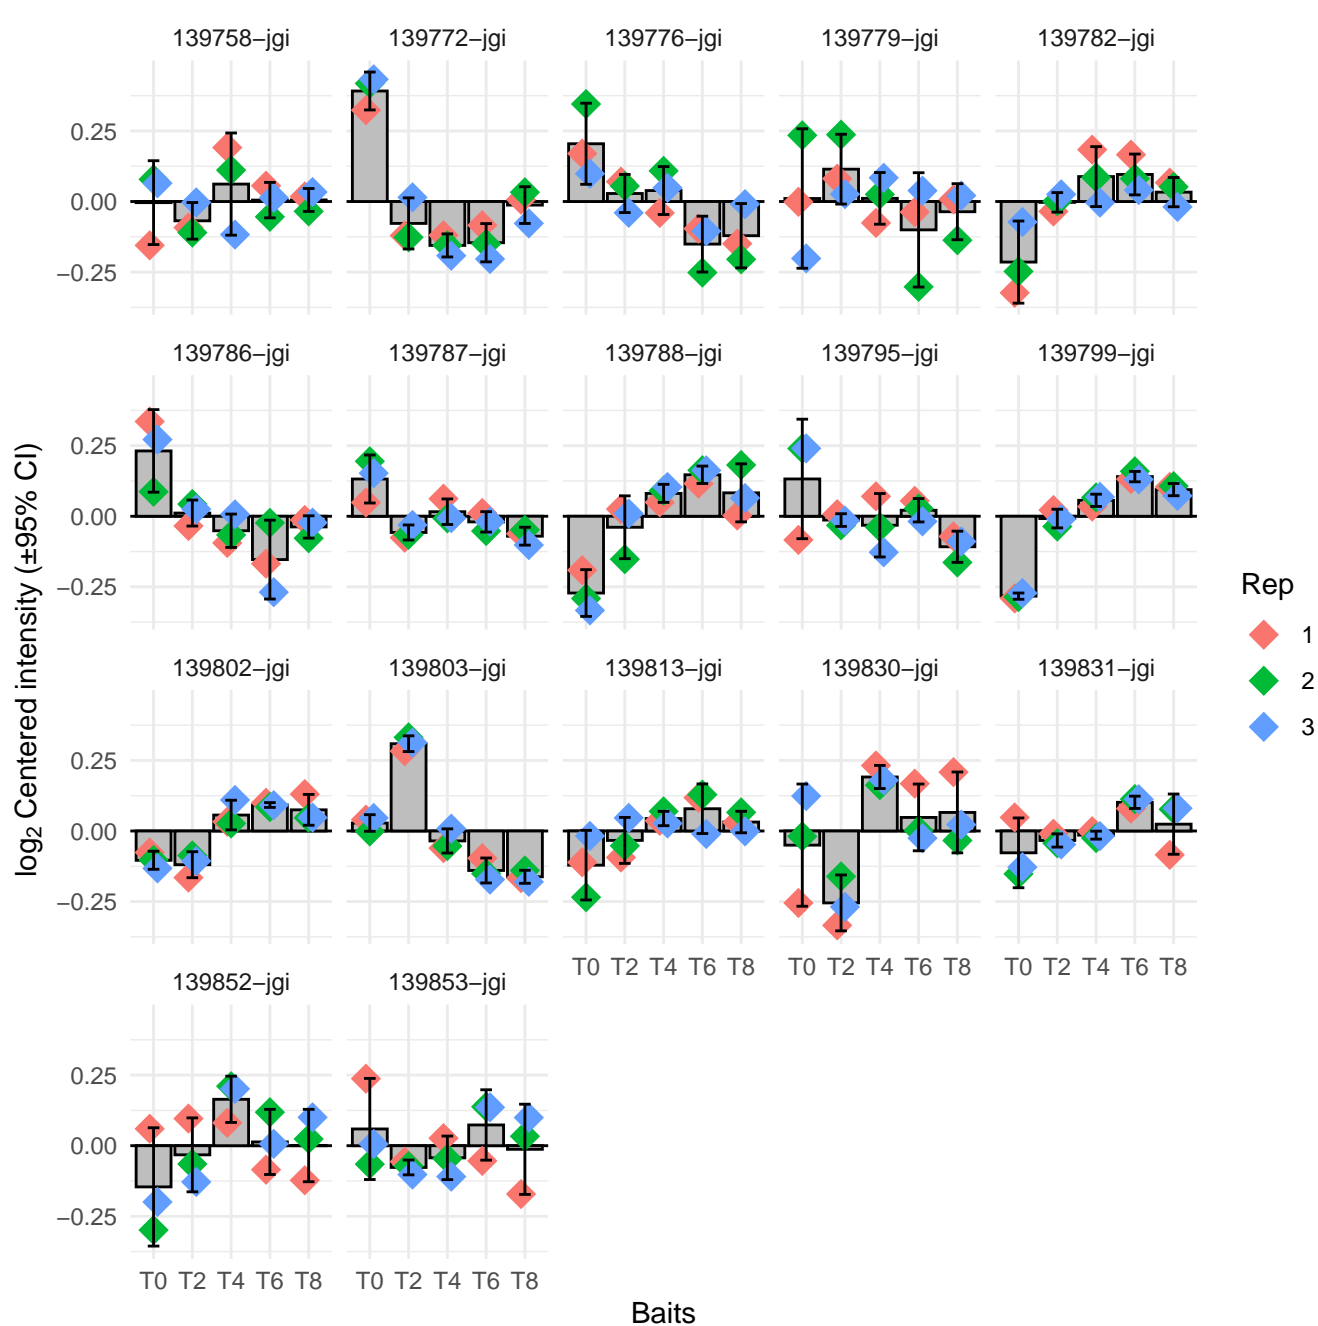 139758−jgi 139772−jgi 139776−jgi 139779−jgi 139782−jgi
0.25
0.00
−0.25
139786−jgi 139787−jgi 139788−jgi 139795−jgi 139799−jgi
0.25
0.00
−0.25
139802−jgi 139803−jgi 139813−jgi 139830−jgi 139831−jgi
0.25
0.00
−0.25
T0 T2 T4 T6 T8 T0 T2 T4 T6 T8 T0 T2 T4 T6 T8
139852−jgi 139853−jgi
0.25
0.00
−0.25
T0 T2 T4 T6 T8 T0 T2 T4 T6 T8
Baits
log₂ Centered intensity (±95% CI)
Rep
1
2
3